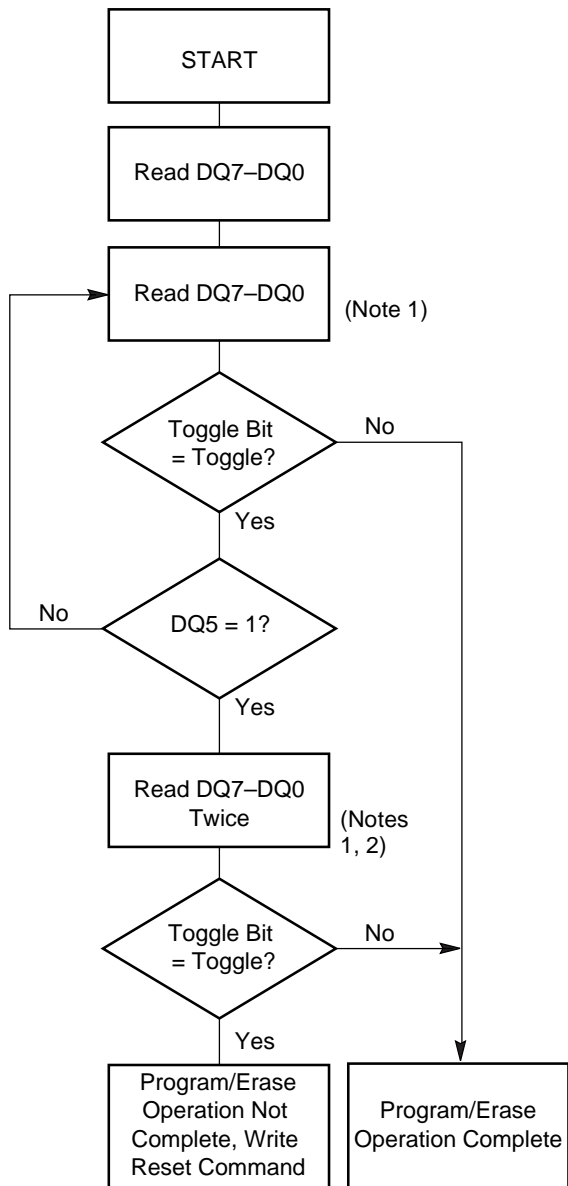 START
Read DQ7–DQ0
Read DQ7–DQ0
(Note 1)
Toggle Bit
= Toggle?
No
Yes
No
DQ5 = 1?
Yes
Read DQ7–DQ0
Twice
(Notes
1, 2)
Toggle Bit
= Toggle?
No
Yes
Program/Erase
Operation Not
Complete, Write
Reset Command
Program/Erase
Operation Complete